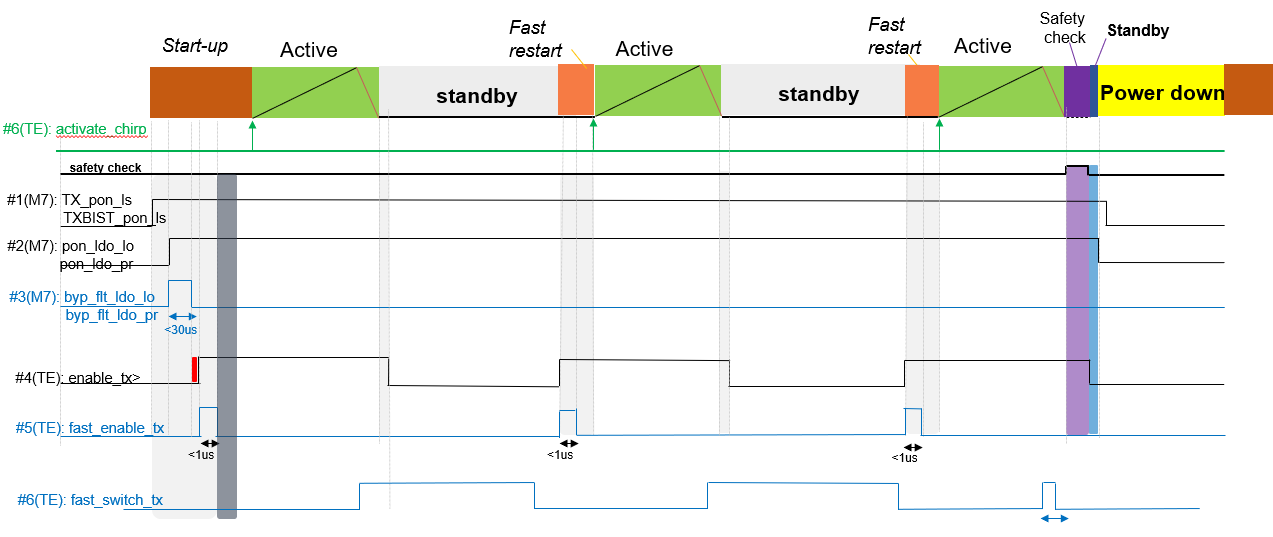 Start-up
Active
Fast
restart
Active
Fast
restart
Active
Safety
check
Standby
standby
standby
Power down
#6(TE): activate_chirp
safety check
#1(M7): TX_pon_ls
TXBIST_pon_ls
#2(M7): pon_ldo_lo
pon_ldo_pr
#3(M7): byp_flt_ldo_lo
byp_flt_ldo_pr
<30us
#4(TE): enable_tx>
#5(TE): fast_enable_tx
<1us
<1us
<1us
#6(TE): fast_switch_tx